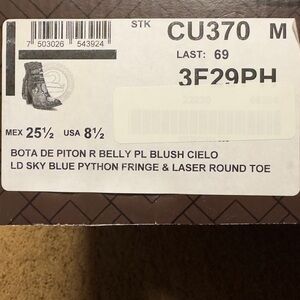 STK CU370 M
7 503026 543924
LAST: 69
3F29PH
MEX 25½ USA 8½
BOTA DE PITON R BELLY PL BLUSH CIELO
LD SKY BLUE PYTHON FRINGE & LASER ROUND TOE